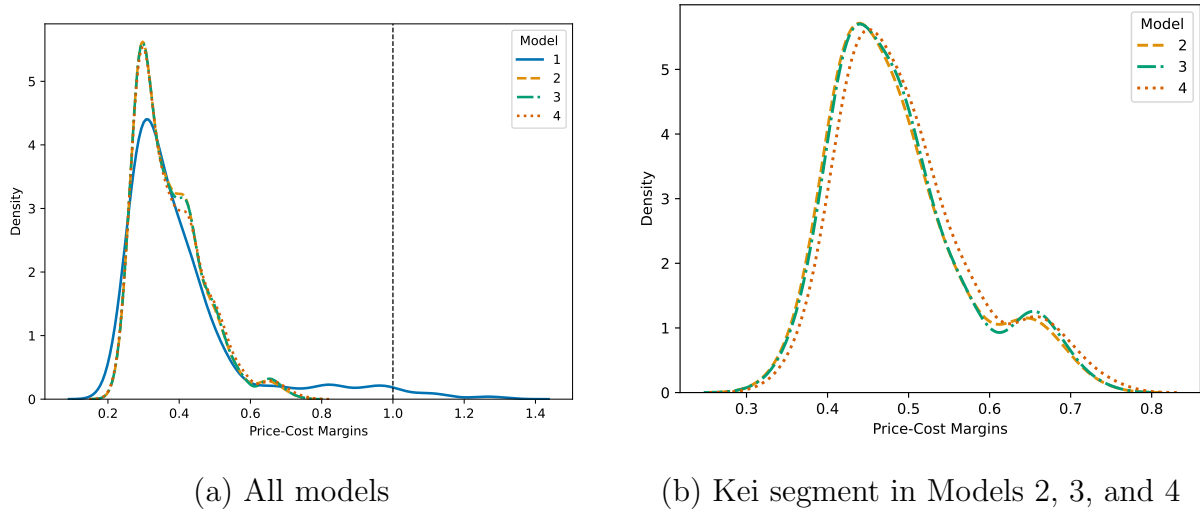 Model
1
2
3
4
5
4
3
2
1
0
Density
0.2 0.4 0.6 0.8 1.0 1.2 1.4
Price-Cost Margins
(a) All models
Model
2
3
4
6
5
4
3
2
1
0
Density
0.3 0.4 0.5 0.6 0.7 0.8
Price-Cost Margins
(b) Kei segment in Models 2, 3, and 4